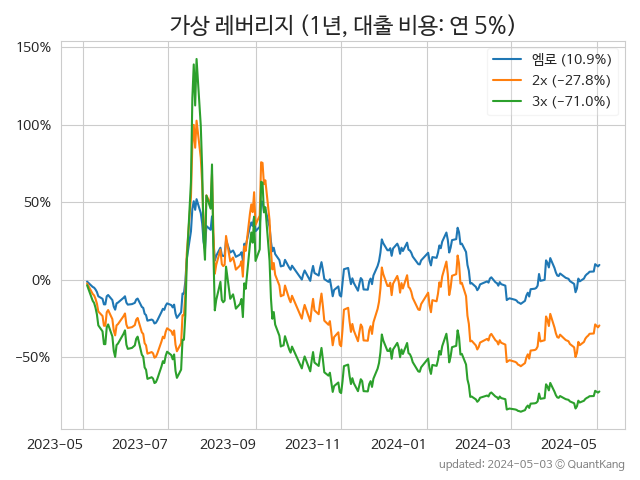 가상 레버리지 (1년, 대출 비용: 연 5%)
엠로 (10.9%)
2x (−27.8%)
3x (−71.0%)
150%
100%
50%
0%
−50%
2023-05 2023-07 2023-09 2023-11 2024-01 2024-03 2024-05
updated: 2024-05-03 © QuantKang